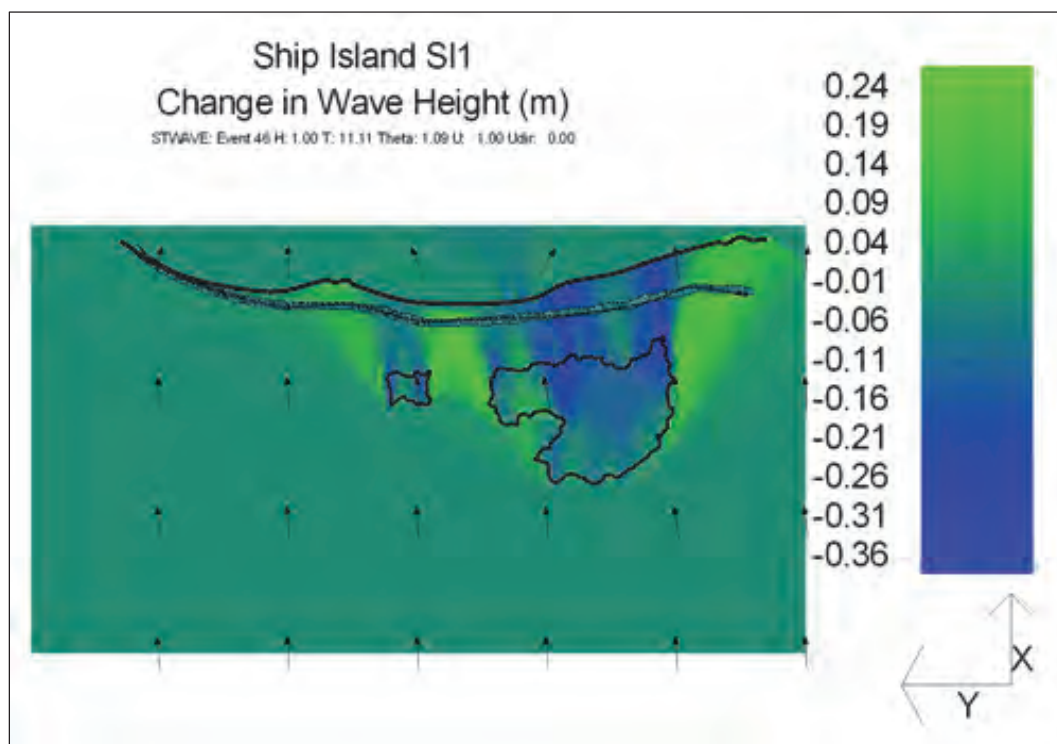 Ship Island SI1
Change in Wave Height (m)
STWAVE: Event 46 H: 1.00 T: 11.11 Theta: 1.09 U: 1.00 Udir: 0.00
0.24
0.19
0.14
0.09
0.04
-0.01
-0.06
-0.11
-0.16
-0.21
-0.26
-0.31
-0.36
X
Y